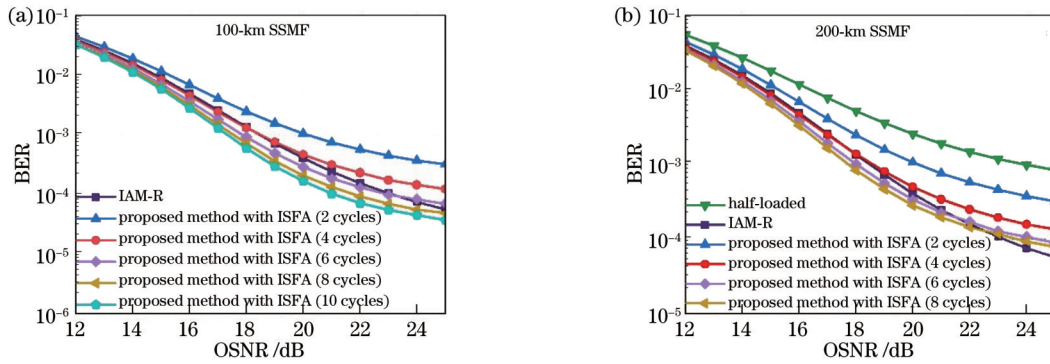 (a)
100-km SSMF
BER
10⁻¹
10⁻²
10⁻³
10⁻⁴
10⁻⁵
10⁻⁶
IAM-R
proposed method with ISFA (2 cycles)
proposed method with ISFA (4 cycles)
proposed method with ISFA (6 cycles)
proposed method with ISFA (8 cycles)
proposed method with ISFA (10 cycles)
12 14 16 18 20 22 24
OSNR /dB
(b)
200-km SSMF
BER
10⁻¹
10⁻²
10⁻³
10⁻⁴
10⁻⁵
half-loaded
IAM-R
proposed method with ISFA (2 cycles)
proposed method with ISFA (4 cycles)
proposed method with ISFA (6 cycles)
proposed method with ISFA (8 cycles)
12 14 16 18 20 22 24
OSNR /dB